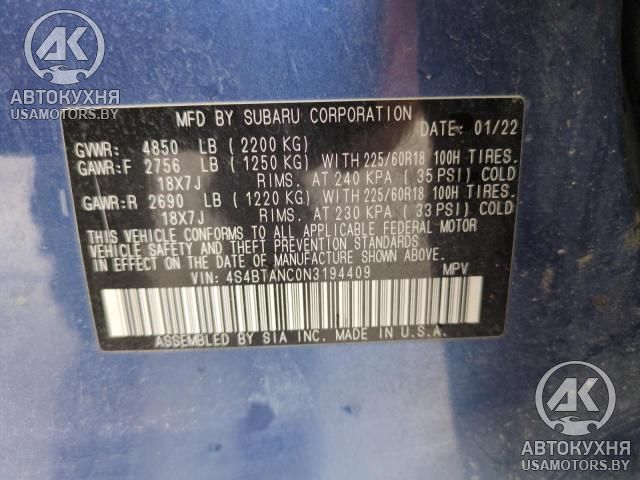 АК
АВТОКУХНЯ
USAMOTORS.BY
MFD BY SUBARU CORPORATION
DATE: 01/22
GVWR: 4850 LB (2200 KG)
GAWR:F 2756 LB (1250 KG) WITH 225/60R18 100H TIRES.
18X7J RIMS. AT 240 KPA (35 PSI) COLD
GAWR:R 2690 LB (1220 KG) WITH 225/60R18 100H TIRES.
18X7J RIMS. AT 230 KPA (33 PSI) COLD
THIS VEHICLE CONFORMS TO ALL APPLICABLE FEDERAL MOTOR
VEHICLE SAFETY AND THEFT PREVENTION STANDARDS
IN EFFECT ON THE DATE OF MANUFACTURE SHOWN ABOVE.
VIN: 4S4BTANC0N3194409 MPV
ASSEMBLED BY SIA INC. MADE IN U.S.A.
АК
АВТОКУХНЯ
USAMOTORS.BY